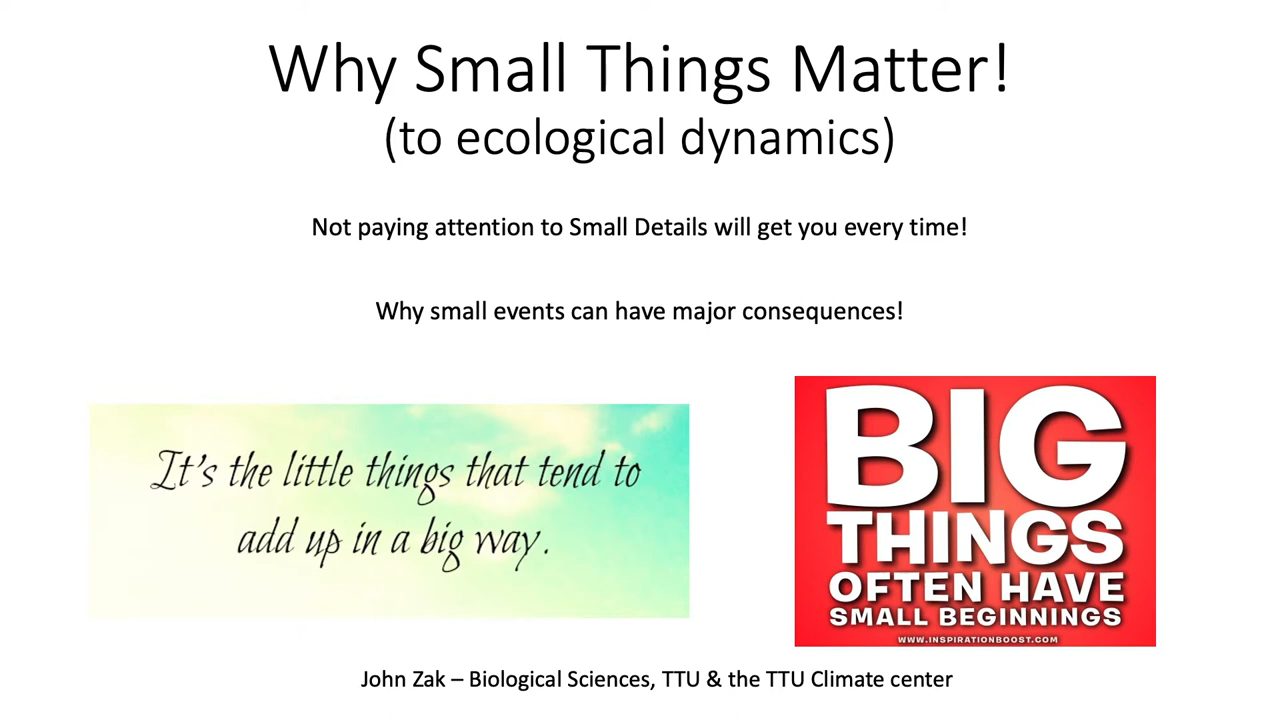 Why Small Things Matter!
(to ecological dynamics)
Not paying attention to Small Details will get you every time!
Why small events can have major consequences!
It's the little things that tend to
add up in a big way.
BIG
THINGS
OFTEN HAVE
SMALL BEGINNINGS
WWW.INSPIRATIONBOOST.COM
John Zak – Biological Sciences, TTU & the TTU Climate center